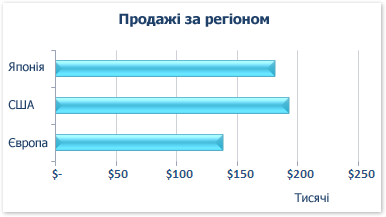 Продажі за регіоном
Японія
США
Європа
$- $50 $100 $150 $200 $250
Тисячі